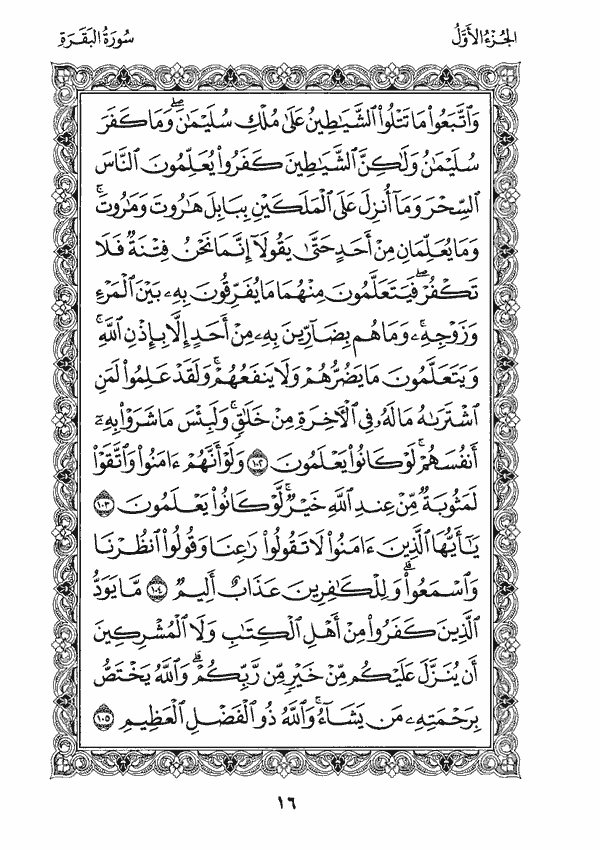 الجُزْءُ الأَوَّلُ
سُورَةُ البَقَرَةِ
وَٱتَّبَعُوا۟ مَا تَتْلُوا۟ ٱلشَّيَـٰطِينُ عَلَىٰ مُلْكِ سُلَيْمَـٰنَ ۖ وَمَا كَفَرَ
سُلَيْمَـٰنُ وَلَـٰكِنَّ ٱلشَّيَـٰطِينَ كَفَرُوا۟ يُعَلِّمُونَ ٱلنَّاسَ
ٱلسِّحْرَ وَمَآ أُنزِلَ عَلَى ٱلْمَلَكَيْنِ بِبَابِلَ هَـٰرُوتَ وَمَـٰرُوتَ ۚ
وَمَا يُعَلِّمَانِ مِنْ أَحَدٍ حَتَّىٰ يَقُولَآ إِنَّمَا نَحْنُ فِتْنَةٌ فَلَا
تَكْفُرْ ۖ فَيَتَعَلَّمُونَ مِنْهُمَا مَا يُفَرِّقُونَ بِهِۦ بَيْنَ ٱلْمَرْءِ
وَزَوْجِهِۦ ۚ وَمَا هُم بِضَآرِّينَ بِهِۦ مِنْ أَحَدٍ إِلَّا بِإِذْنِ ٱللَّهِ ۚ
وَيَتَعَلَّمُونَ مَا يَضُرُّهُمْ وَلَا يَنفَعُهُمْ ۚ وَلَقَدْ عَلِمُوا۟ لَمَنِ
ٱشْتَرَىٰهُ مَا لَهُۥ فِى ٱلْـَٔاخِرَةِ مِنْ خَلَـٰقٍ ۚ وَلَبِئْسَ مَا شَرَوْا۟ بِهِۦٓ
أَنفُسَهُمْ ۚ لَوْ كَانُوا۟ يَعْلَمُونَ ١٠٢ وَلَوْ أَنَّهُمْ ءَامَنُوا۟ وَٱتَّقَوْا۟
لَمَثُوبَةٌ مِّنْ عِندِ ٱللَّهِ خَيْرٌ ۖ لَّوْ كَانُوا۟ يَعْلَمُونَ ١٠٣
يَـٰٓأَيُّهَا ٱلَّذِينَ ءَامَنُوا۟ لَا تَقُولُوا۟ رَٰعِنَا وَقُولُوا۟ ٱنظُرْنَا
وَٱسْمَعُوا۟ ۗ وَلِلْكَـٰفِرِينَ عَذَابٌ أَلِيمٌ ١٠٤ مَّا يَوَدُّ
ٱلَّذِينَ كَفَرُوا۟ مِنْ أَهْلِ ٱلْكِتَـٰبِ وَلَا ٱلْمُشْرِكِينَ
أَن يُنَزَّلَ عَلَيْكُم مِّنْ خَيْرٍ مِّن رَّبِّكُمْ ۗ وَٱللَّهُ يَخْتَصُّ
بِرَحْمَتِهِۦ مَن يَشَآءُ ۚ وَٱللَّهُ ذُو ٱلْفَضْلِ ٱلْعَظِيمِ ١٠٥
١٦